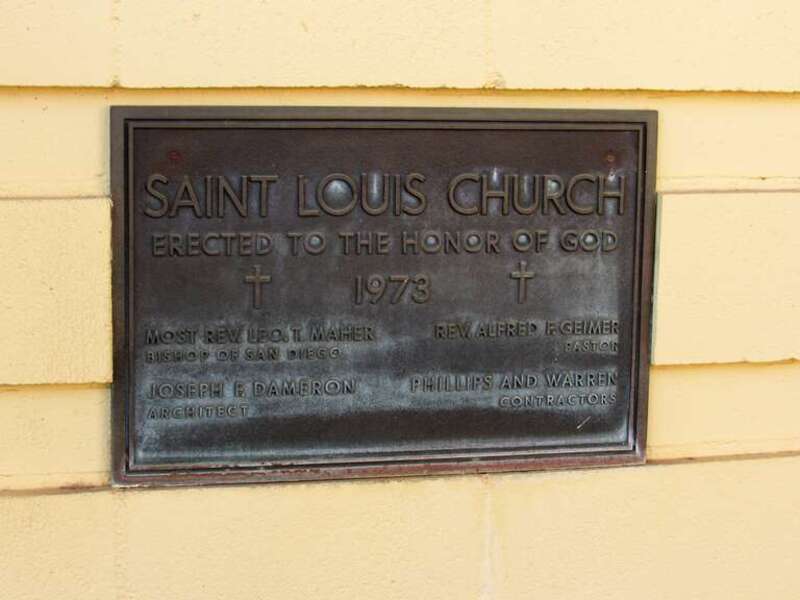 SAINT LOUIS CHURCH
ERECTED TO THE HONOR OF GOD
1973
MOST REV. LEO. T. MAHER
BISHOP OF SAN DIEGO
REV. ALFRED F. GEIMER
PASTOR
JOSEPH F. DAMERON
ARCHITECT
PHILLIPS AND WARREN
CONTRACTORS